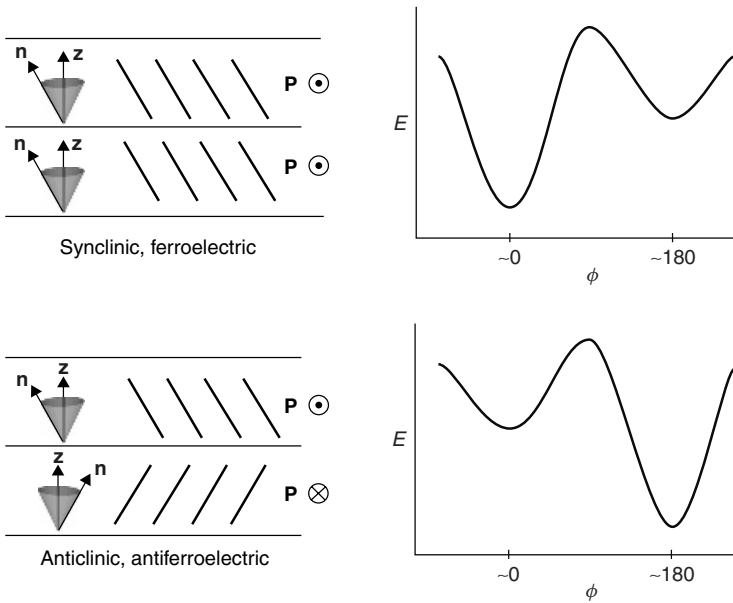 n z P
n z P
Synclinic, ferroelectric
E
~0 ~180
ϕ
n z P
z n P
Anticlinic, antiferroelectric
E
~0 ~180
ϕ